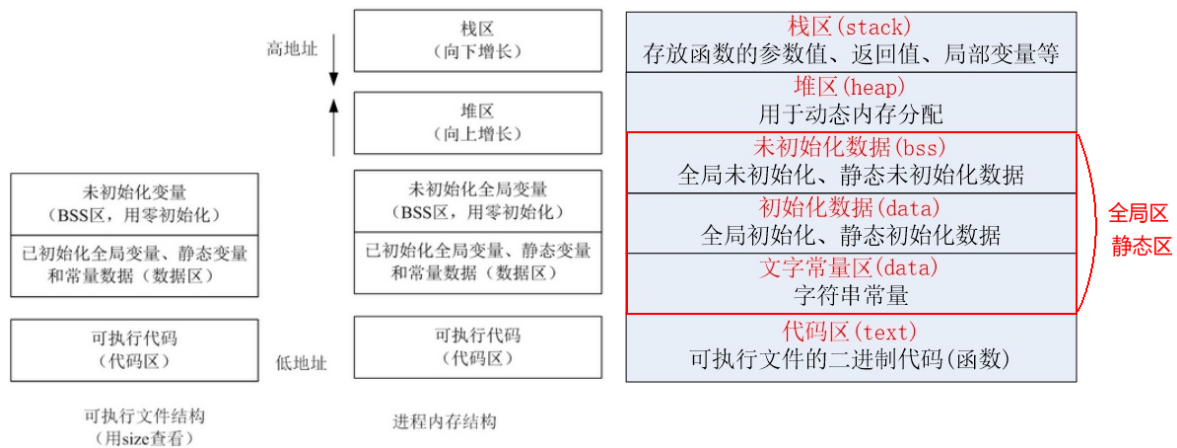 高地址
栈区
（向下增长）
堆区
（向上增长）
未初始化变量
（BSS区，用零初始化）
已初始化全局变量、静态变量
和常量数据（数据区）
可执行代码
（代码区）
可执行文件结构
（用size查看）
未初始化全局变量
（BSS区，用零初始化）
已初始化全局变量、静态变量
和常量数据（数据区）
低地址
可执行代码
（代码区）
进程内存结构
栈区(stack)
存放函数的参数值、返回值、局部变量等
堆区(heap)
用于动态内存分配
未初始化数据(bss)
全局未初始化、静态未初始化数据
初始化数据(data)
全局初始化、静态初始化数据
文字常量区(data)
字符串常量
代码区(text)
可执行文件的二进制代码(函数)
全局区
静态区